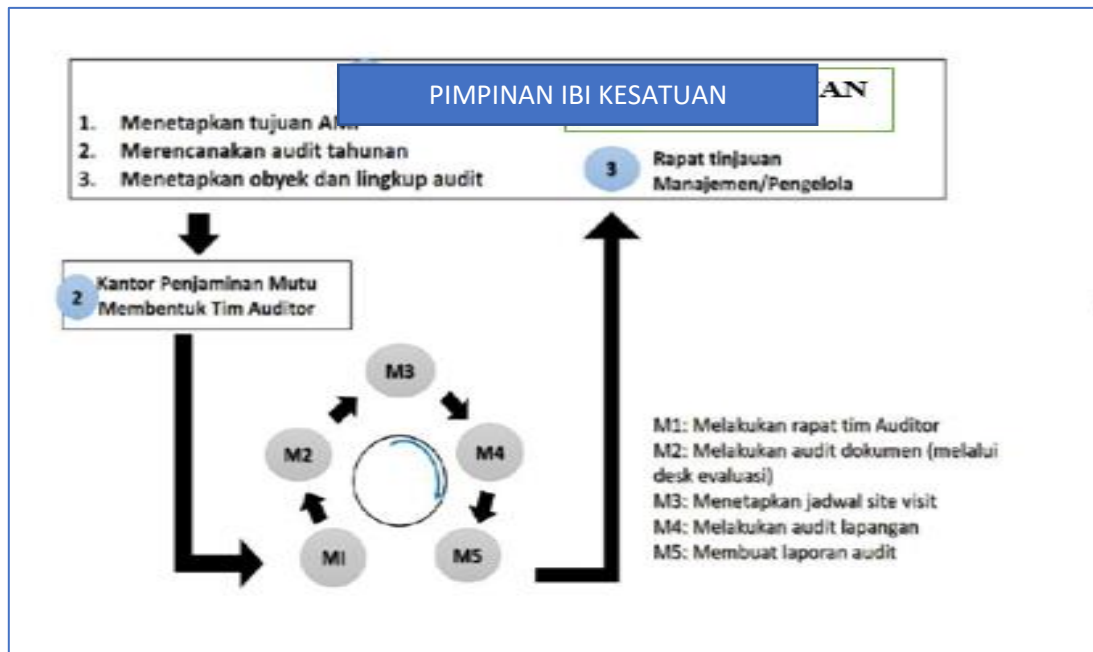 PIMPINAN IBI KESATUAN
AN
1. Menetapkan tujuan
2. Merencanakan audit tahunan
3. Menetapkan obyek dan lingkup audit
3
Rapat tinjauan
Manajemen/Pengelola
2
Kantor Penjaminan Mutu
Membentuk Tim Auditor
M3
M2
M4
M1
M5
M1: Melakukan rapat tim Auditor
M2: Melakukan audit dokumen (melalui
desk evaluasi)
M3: Menetapkan jadwal site visit
M4: Melakukan audit lapangan
M5: Membuat laporan audit